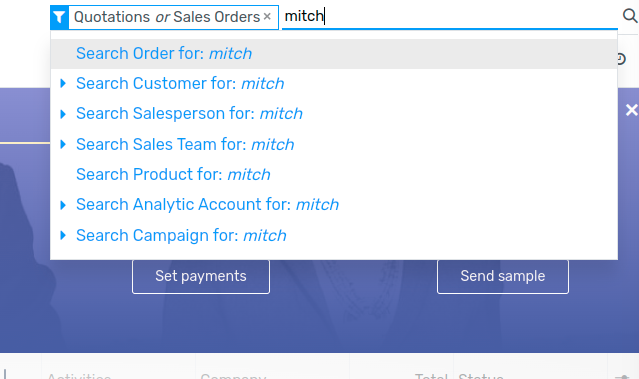 Quotations or Sales Orders × mitch
Search Order for: mitch
Search Customer for: mitch
Search Salesperson for: mitch
Search Sales Team for: mitch
Search Product for: mitch
Search Analytic Account for: mitch
Search Campaign for: mitch
Set payments Send sample
Activities Company Total Status